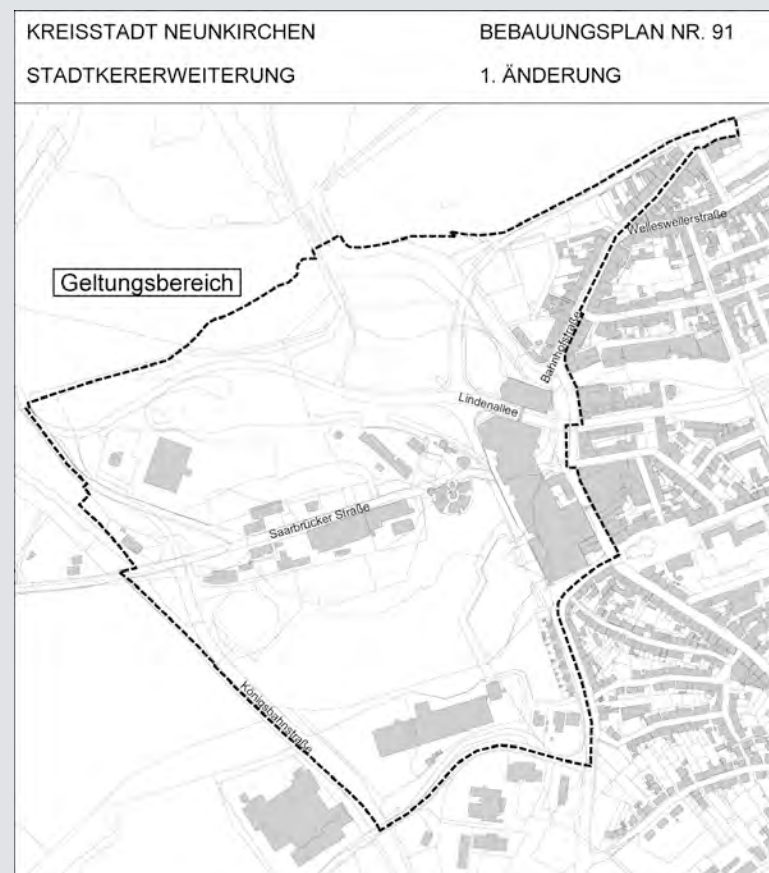 KREISSTADT NEUNKIRCHEN
BEBAUUNGSPLAN NR. 91
STADTKERERWEITERUNG
1. ÄNDERUNG
Wellesweilerstraße
Geltungsbereich
Bahnhofstraße
Lindenallee
Saarbrücker Straße
Königsbahnstraße